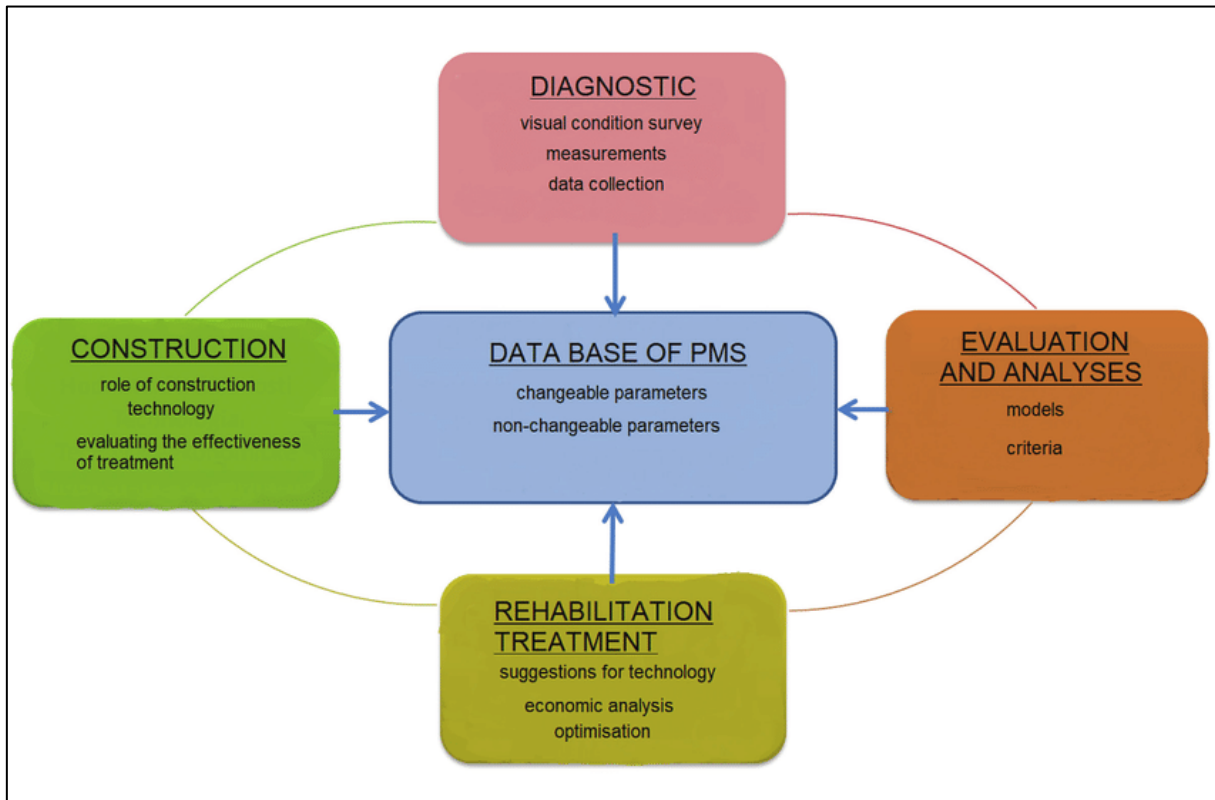 DIAGNOSTIC
visual condition survey
measurements
data collection
CONSTRUCTION
role of construction
technology
evaluating the effectiveness
of treatment
DATA BASE OF PMS
changeable parameters
non-changeable parameters
EVALUATION
AND ANALYSES
models
criteria
REHABILITATION
TREATMENT
suggestions for technology
economic analysis
optimisation